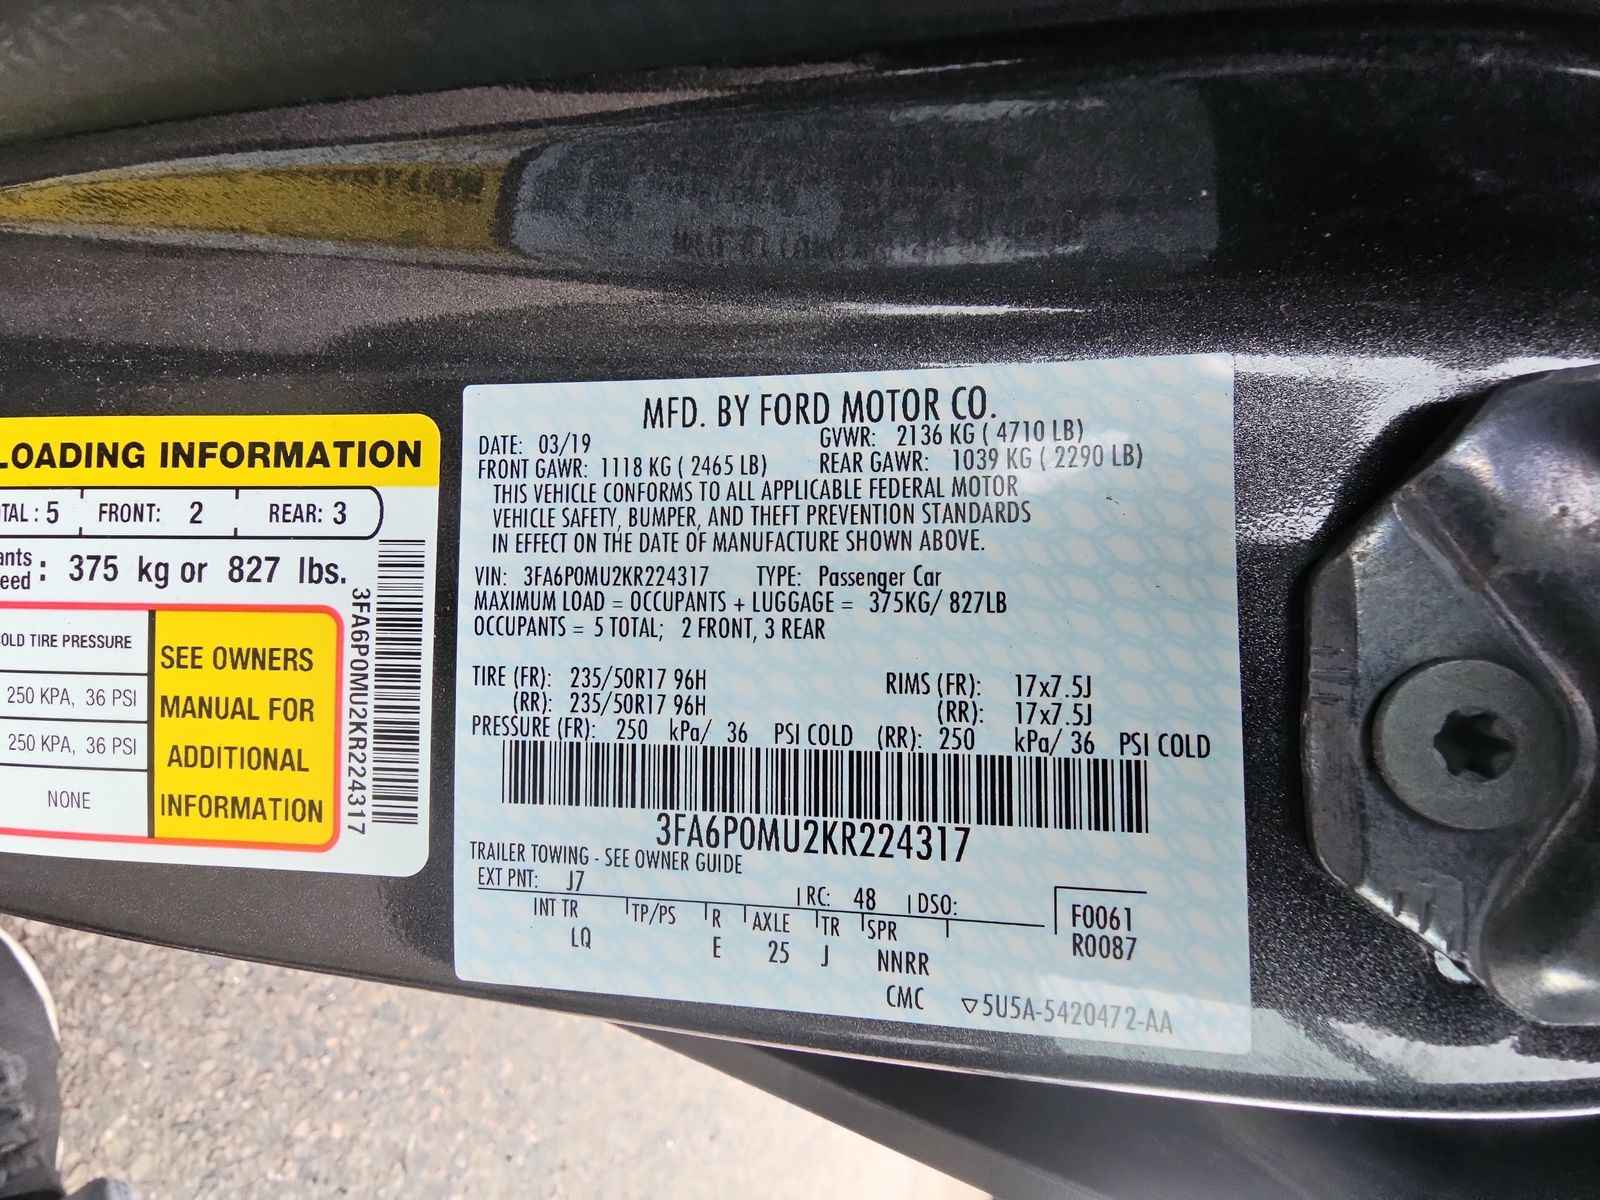 LOADING INFORMATION
TAL : 5 FRONT: 2 REAR: 3
ants
eed : 375 kg or 827 lbs.
OLD TIRE PRESSURE
250 KPA, 36 PSI
250 KPA, 36 PSI
NONE
SEE OWNERS
MANUAL FOR
ADDITIONAL
INFORMATION
3FA6P0MU2KR224317
MFD. BY FORD MOTOR CO.
DATE: 03/19 GVWR: 2136 KG ( 4710 LB)
FRONT GAWR: 1118 KG ( 2465 LB) REAR GAWR: 1039 KG ( 2290 LB)
THIS VEHICLE CONFORMS TO ALL APPLICABLE FEDERAL MOTOR
VEHICLE SAFETY, BUMPER, AND THEFT PREVENTION STANDARDS
IN EFFECT ON THE DATE OF MANUFACTURE SHOWN ABOVE.
VIN: 3FA6P0MU2KR224317 TYPE: Passenger Car
MAXIMUM LOAD = OCCUPANTS + LUGGAGE = 375KG/ 827LB
OCCUPANTS = 5 TOTAL; 2 FRONT, 3 REAR
TIRE (FR): 235/50R17 96H RIMS (FR): 17x7.5J
(RR): 235/50R17 96H (RR): 17x7.5J
PRESSURE (FR): 250 kPa/ 36 PSI COLD (RR): 250 kPa/ 36 PSI COLD
3FA6P0MU2KR224317
TRAILER TOWING - SEE OWNER GUIDE
EXT PNT: J7 RC: 48 DSO:
INT TR TP/PS R AXLE TR SPR F0061
LQ E 25 J NNRR R0087
CMC ▽5U5A-5420472-AA